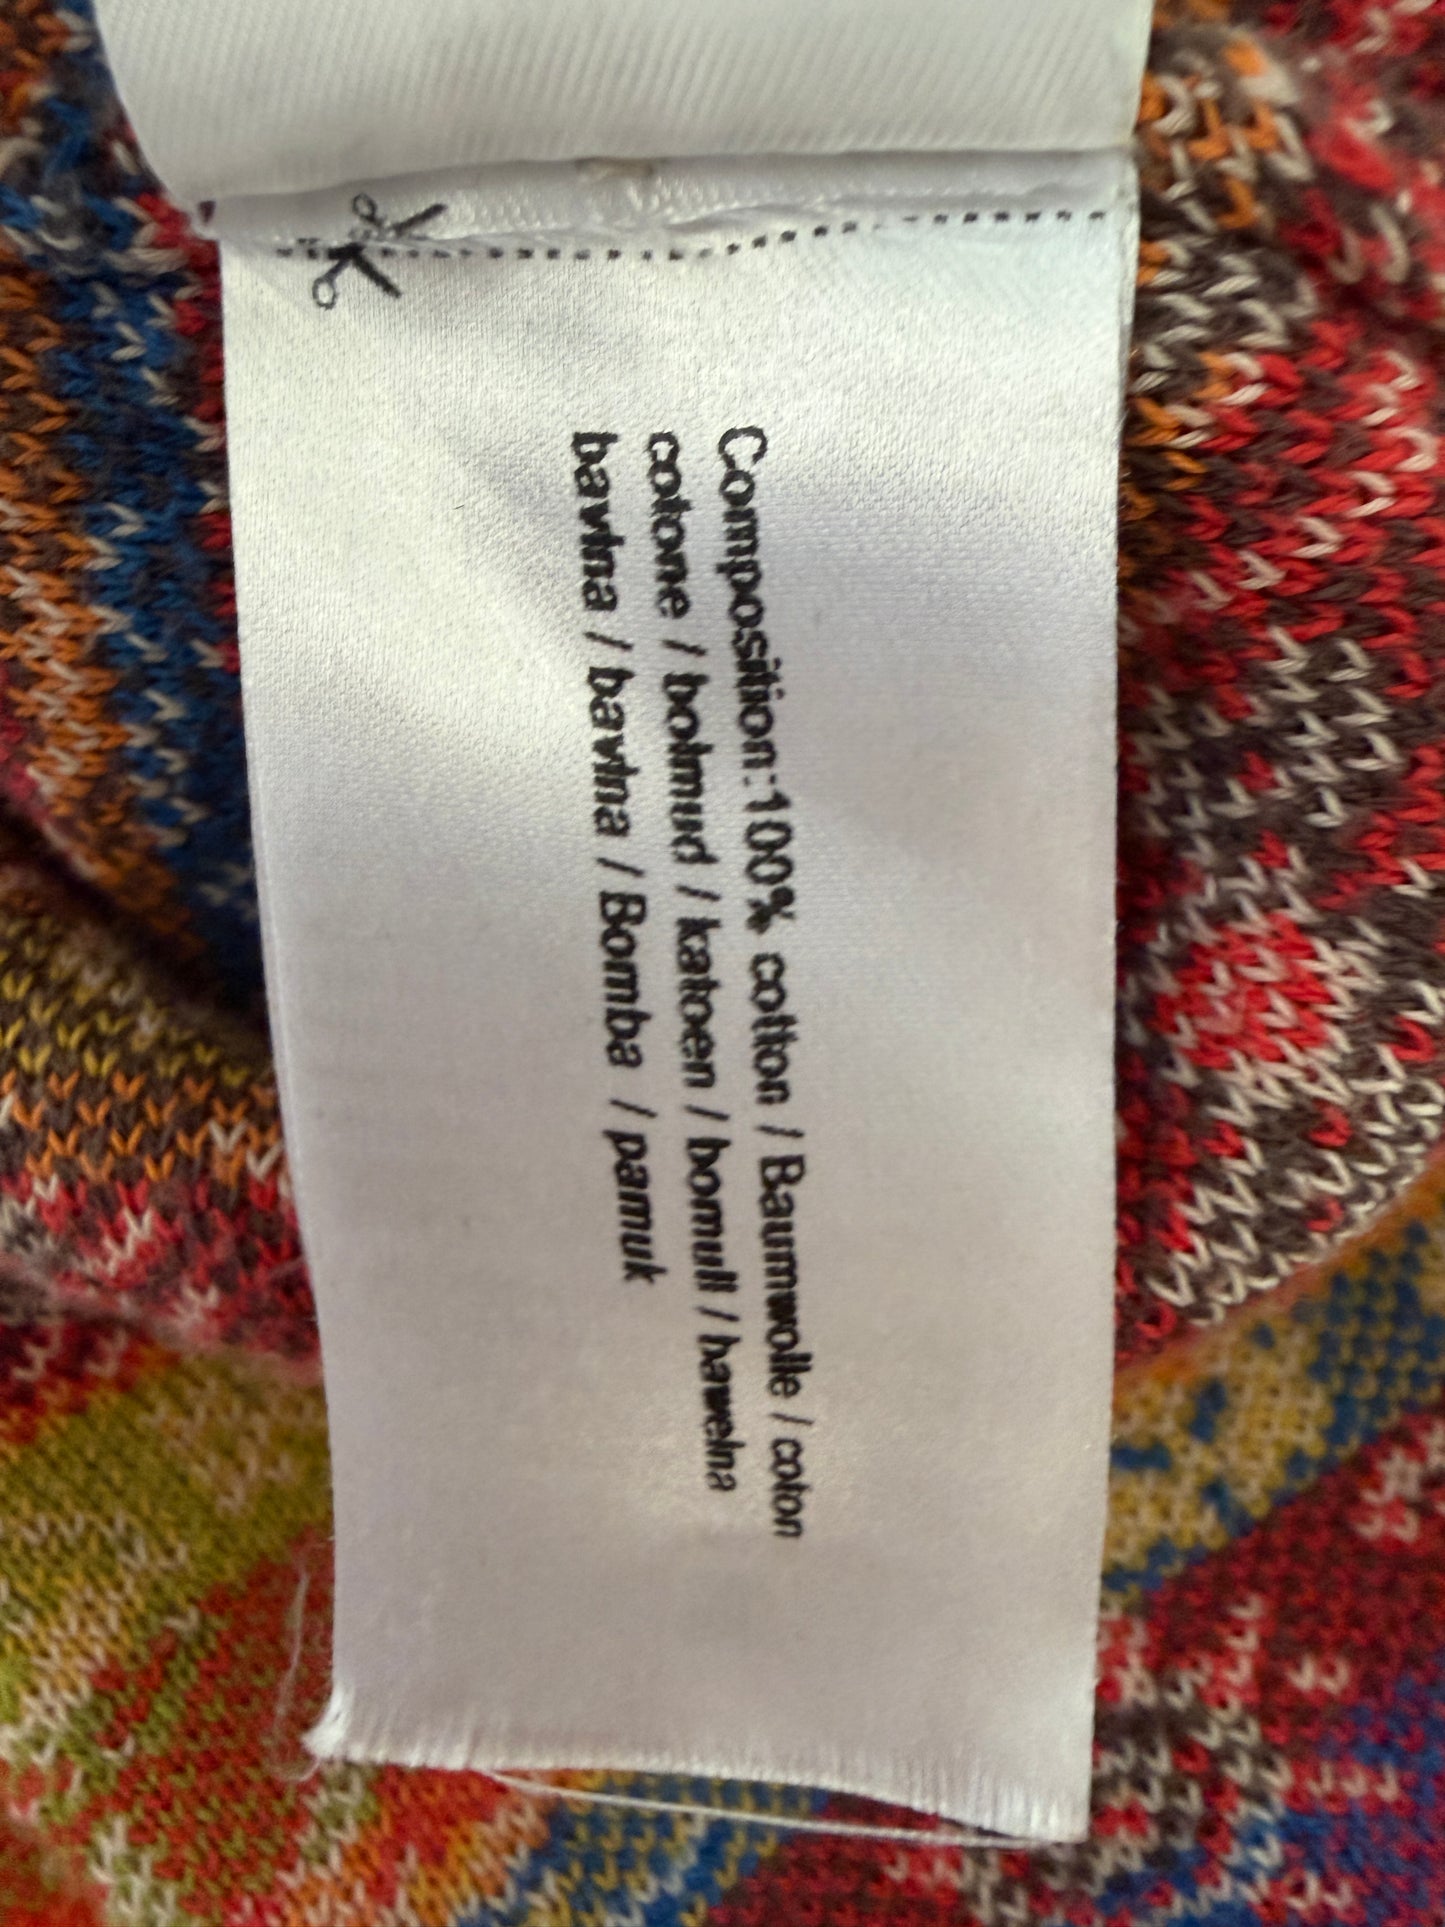 Composition:100% cotton / Baumwolle / coton
cotone / bolmud / katoen / bomull / bawełna
bavlna / bavlna / Bomba / pamuk